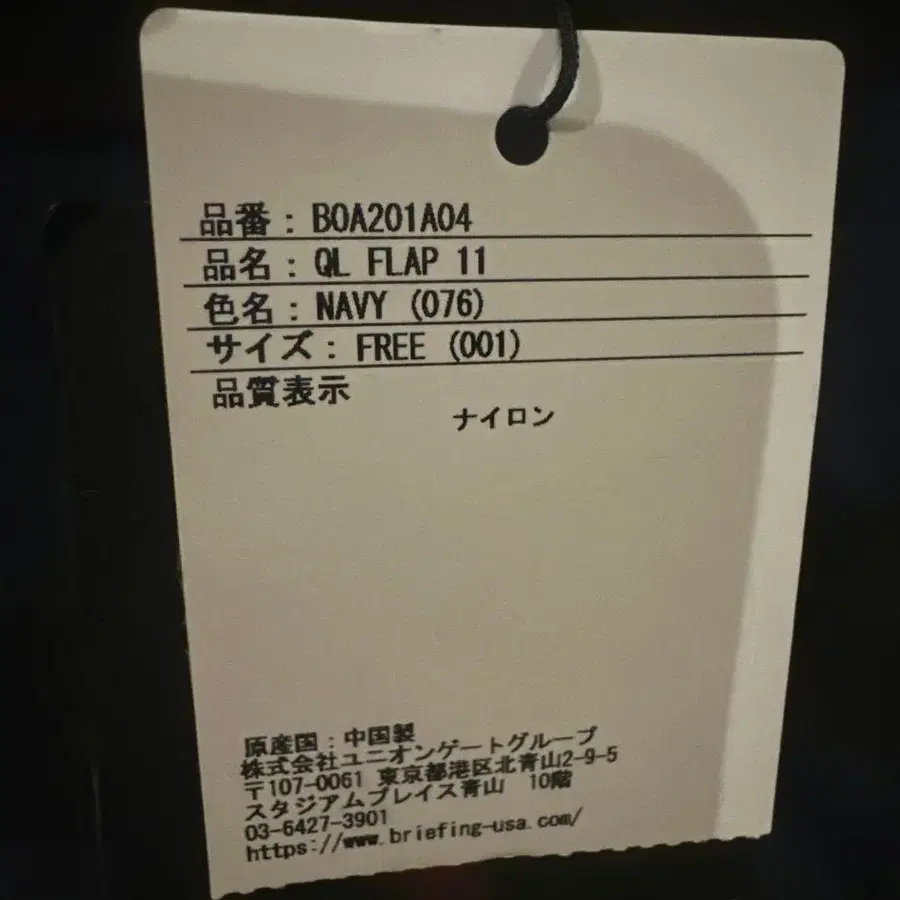 品番：BOA201A04
品名：QL FLAP 11
色名：NAVY (076)
サイズ：FREE (001)
品質表示
ナイロン
原産国：中国製
株式会社ユニオンゲートグループ
〒107-0061 東京都港区北青山2-9-5
スタジアムプレイス青山 10階
03-6427-3901
https://www.briefing-usa.com/